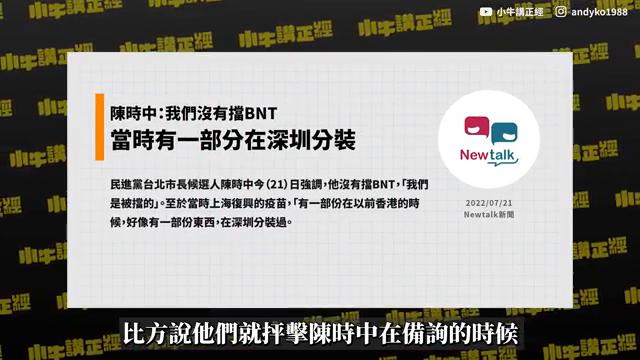 小牛講正經
andyko1988
陳時中：我們沒有擋BNT
當時有一部分在深圳分裝
民進黨台北市長候選人陳時中今（21）日強調，他沒有擋BNT，「我們
是被擋的」。至於當時上海復興的疫苗，「有一部份在以前香港的時
候，好像有一部份東西，在深圳分裝過。
Newtalk
2022/07/21
Newtalk新聞
比方說他們就抨擊陳時中在備詢的時候